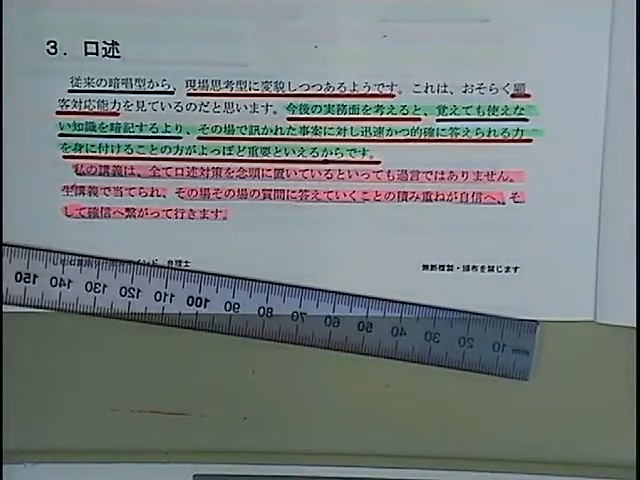 3．口述
従来の暗唱型から、現場思考型に変貌しつつあるようです。これは、おそらく顧
客対応能力を見ているのだと思います。今後の実務面を考えると、覚えても使えな
い知識を暗記するより、その場で訊かれた事案に対し迅速かつ的確に答えられる力
を身に付けることの方がよっぽど重要といえるからです。
私の講義は、全て口述対策を念頭に置いているといっても過言ではありません。
生講義で当てられ、その場その場の質問に答えていくことの積み重ねが自信へ、そ
して確信へ繋がって行きます。
弁理士
無断複製・頒布を禁じます
150 140 130 120 110 100 90 80 70 60 50 40 30 20 10 mm